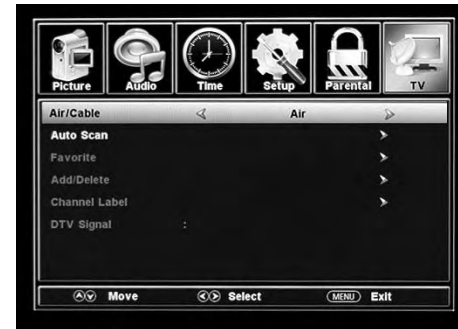 Picture Audio Time Setup Parental TV
Air/Cable Air
Auto Scan
Favorite
Add/Delete
Channel Label
DTV Signal :
Move Select MENU Exit